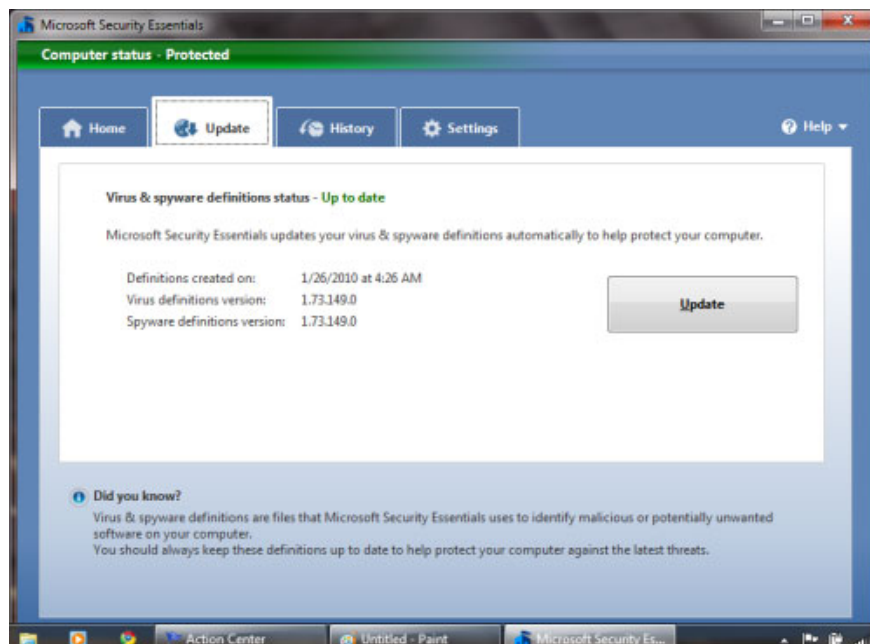 Microsoft Security Essentials
Computer status - Protected
Home
Update
History
Settings
Help
Virus & spyware definitions status - Up to date
Microsoft Security Essentials updates your virus & spyware definitions automatically to help protect your computer.
Definitions created on: 1/26/2010 at 4:26 AM
Virus definitions version: 1.73.149.0
Spyware definitions version: 1.73.149.0
Update
Did you know?
Virus & spyware definitions are files that Microsoft Security Essentials uses to identify malicious or potentially unwanted
software on your computer.
You should always keep these definitions up to date to help protect your computer against the latest threats.
Action Center
Untitled - Paint
Microsoft Security Es...